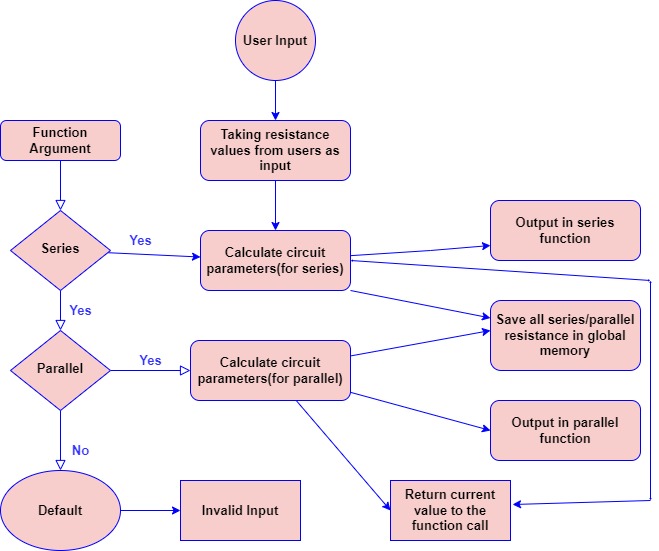 User Input
Function
Argument
Taking resistance
values from users as
input
Series
Yes
Calculate circuit
parameters(for series)
Output in series
function
Yes
Save all series/parallel
resistance in global
memory
Parallel
Yes
Calculate circuit
parameters(for parallel)
Output in parallel
function
No
Default
Invalid Input
Return current
value to the
function call